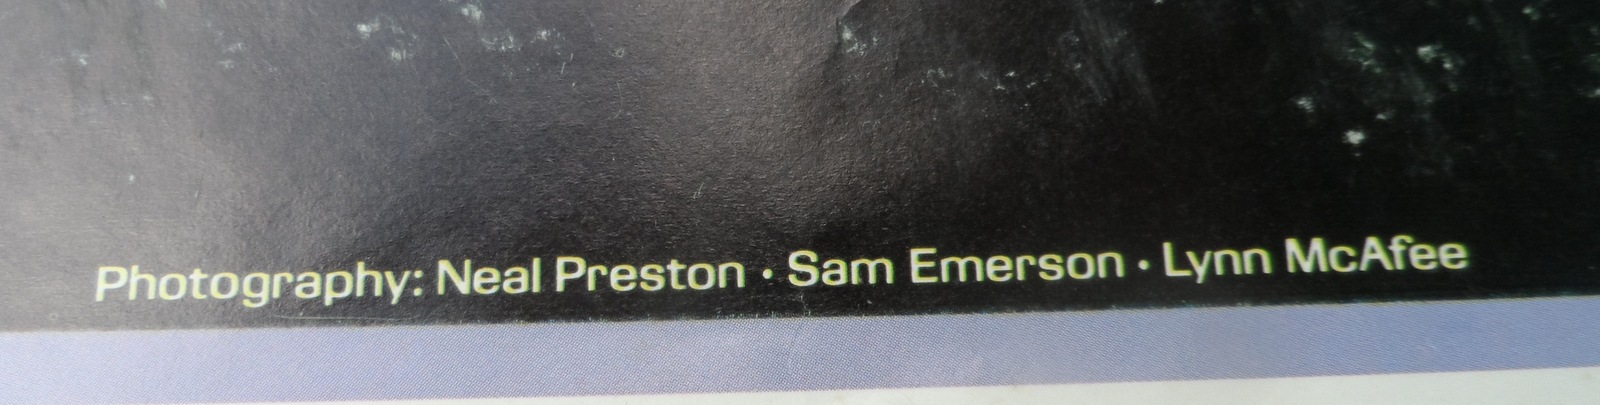 Photography: Neal Preston • Sam Emerson • Lynn McAfee